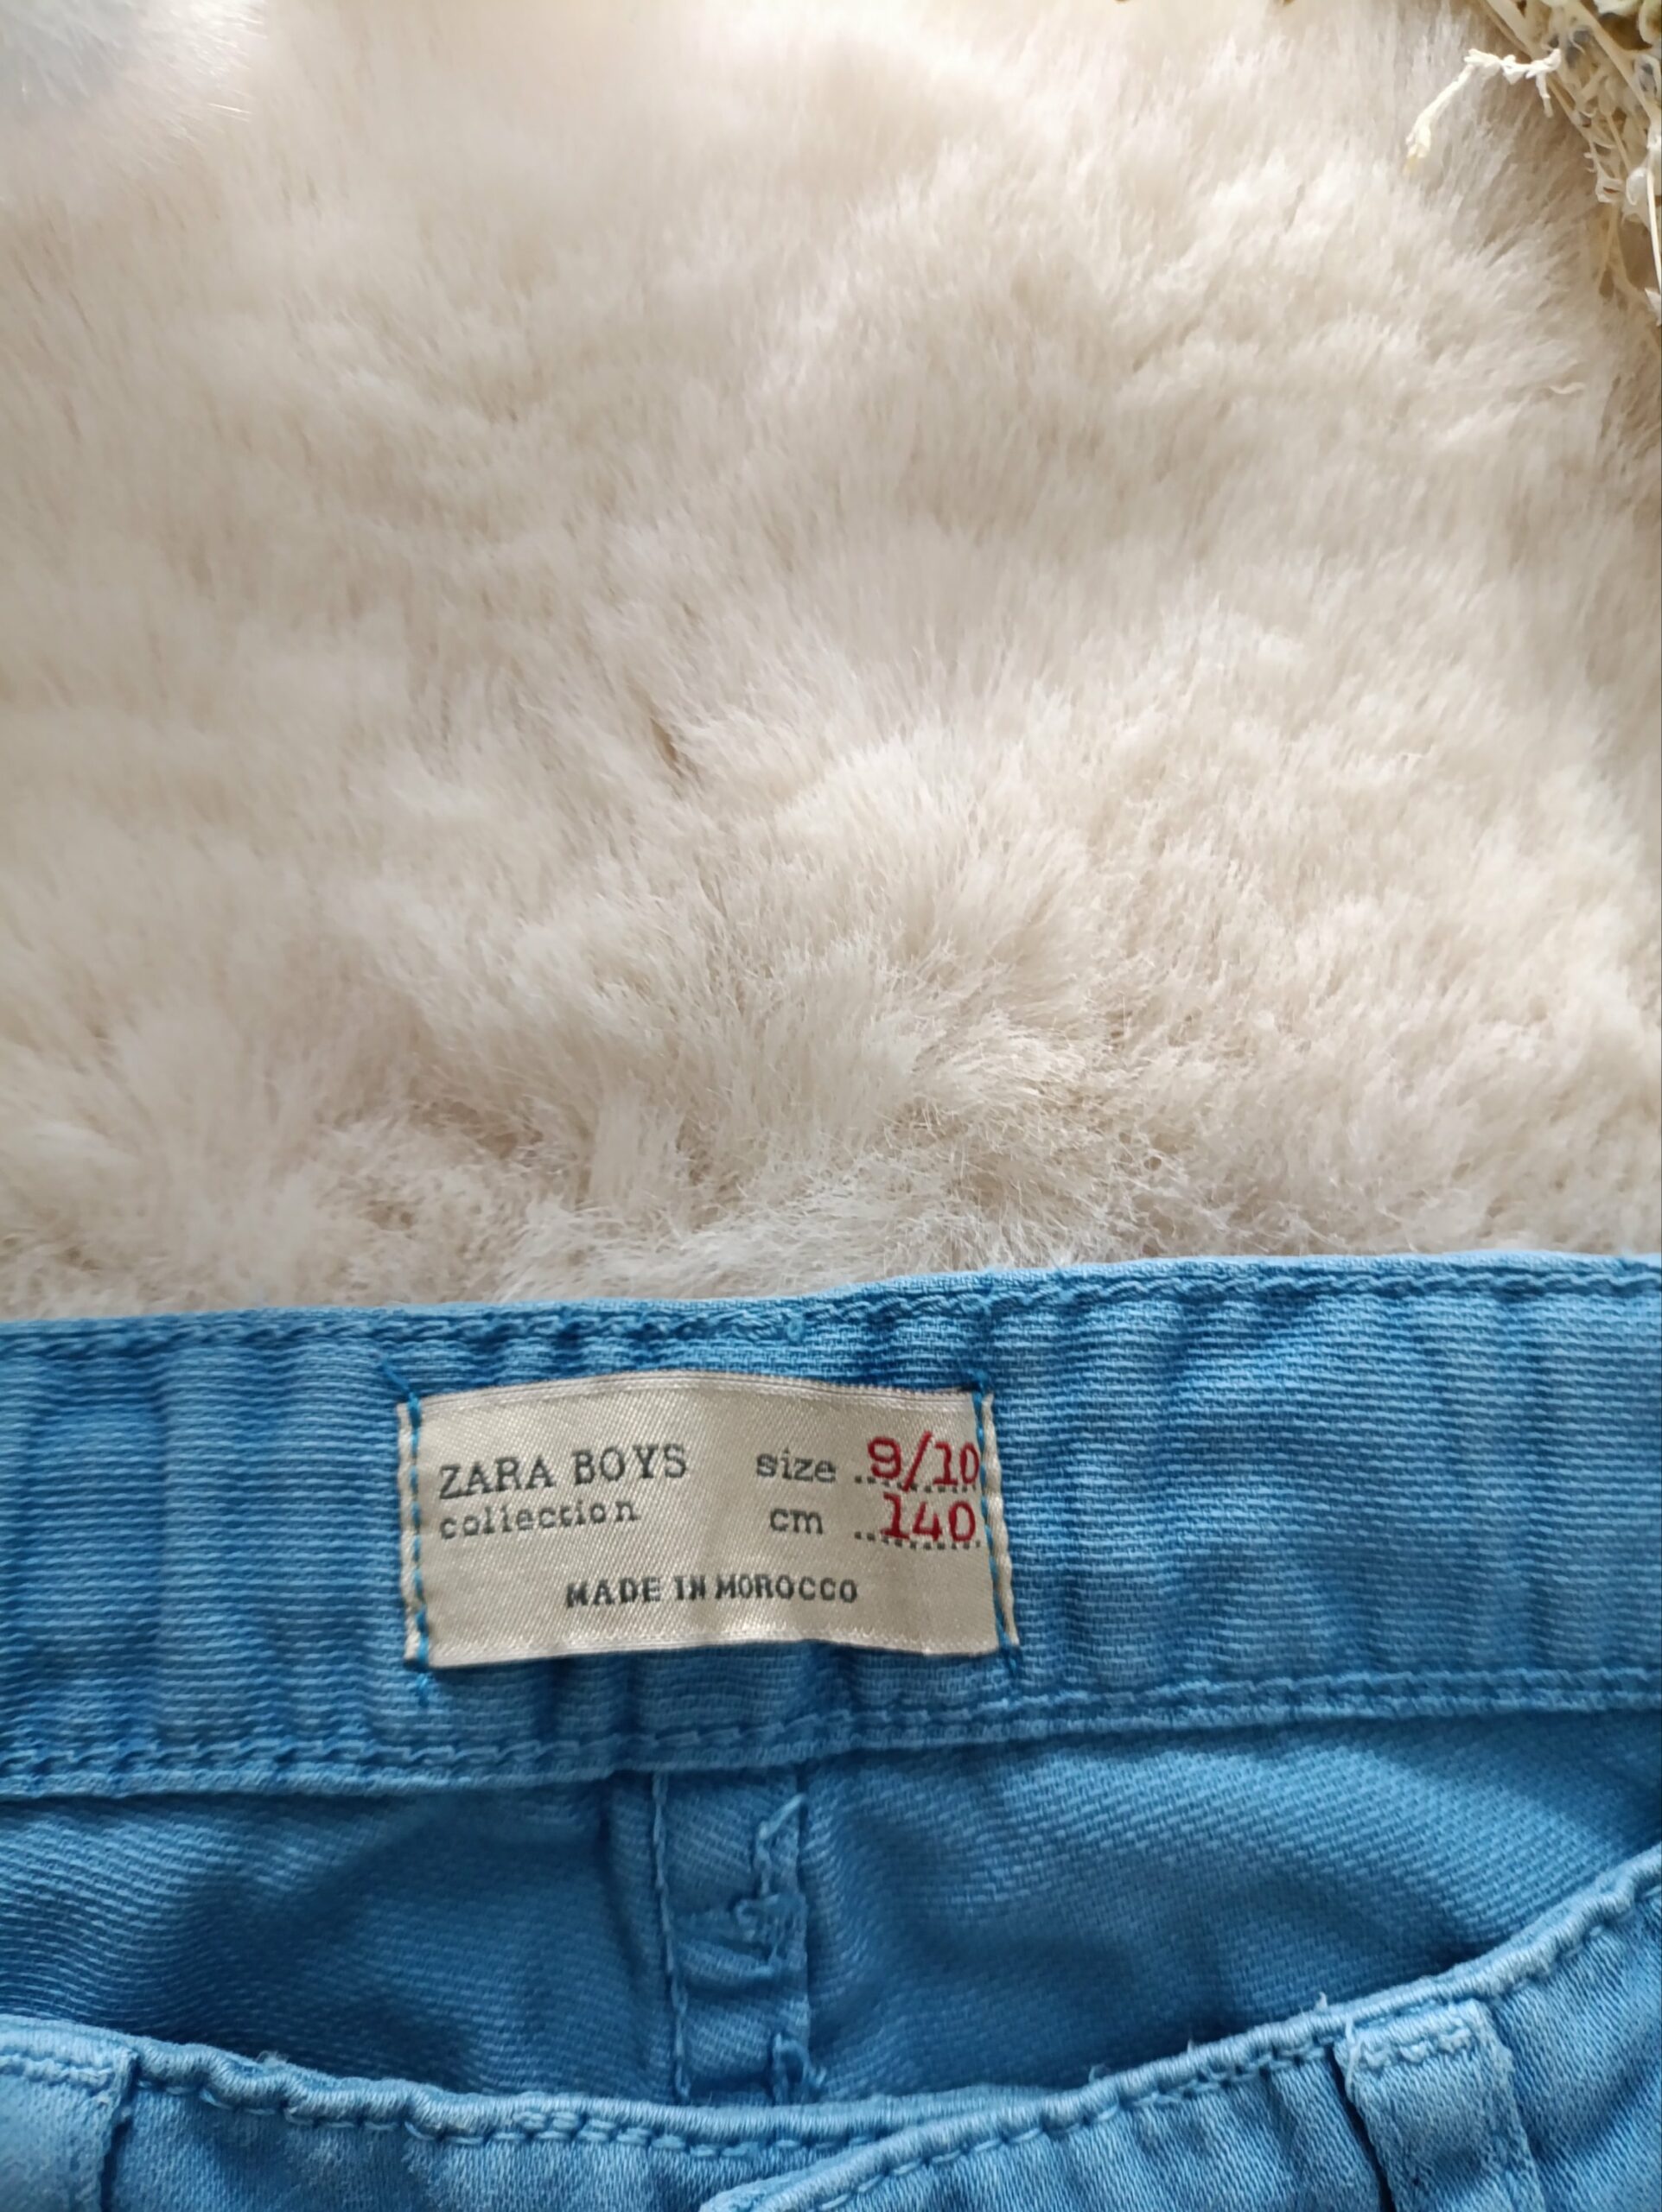 ZARA BOYS size 9/10
collection cm 140
MADE IN MOROCCO